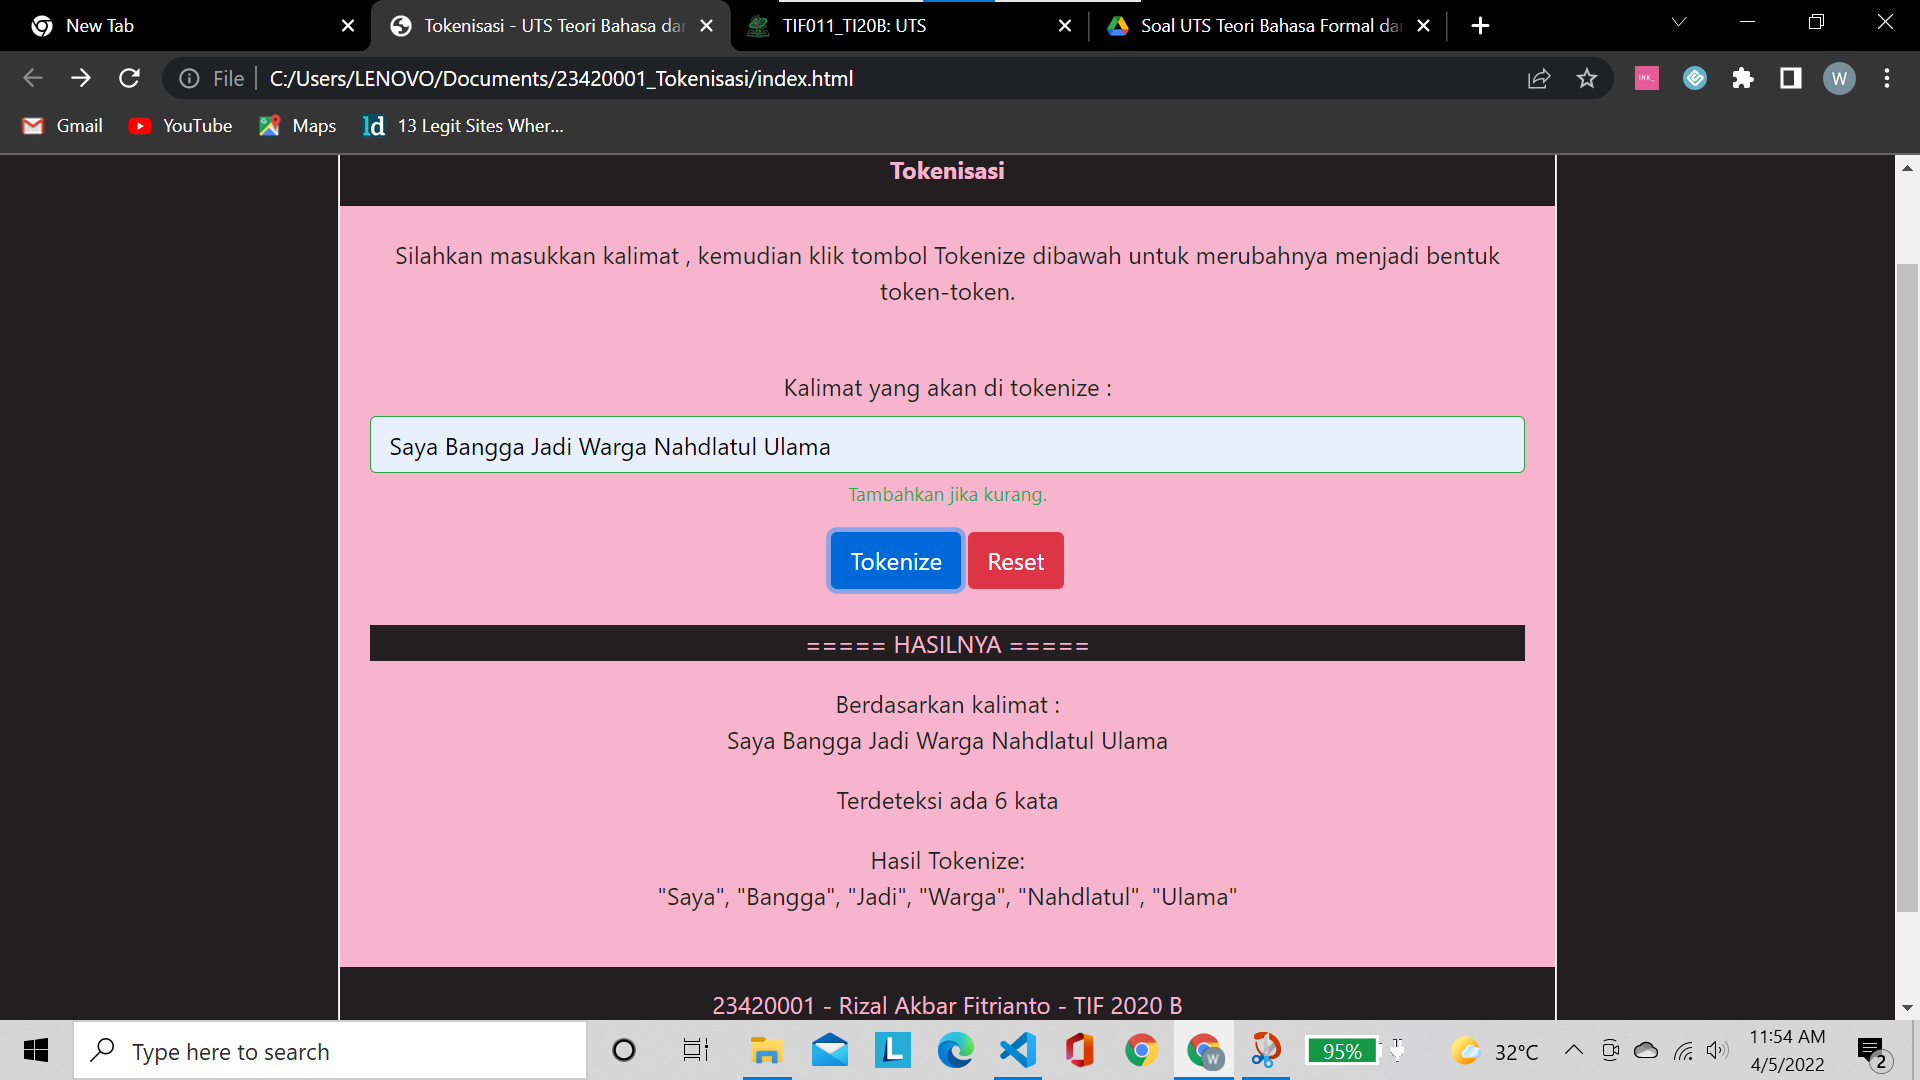 New Tab
Tokenisasi - UTS Teori Bahasa dar
TIF011_TI20B: UTS
Soal UTS Teori Bahasa Formal dar
File
C:/Users/LENOVO/Documents/23420001_Tokenisasi/index.html
INK_
W
Gmail
YouTube
Maps
1d
13 Legit Sites Wher...
Tokenisasi
Silahkan masukkan kalimat , kemudian klik tombol Tokenize dibawah untuk merubahnya menjadi bentuk
token-token.
Kalimat yang akan di tokenize :
Saya Bangga Jadi Warga Nahdlatul Ulama
Tambahkan jika kurang.
Tokenize
Reset
===== HASILNYA =====
Berdasarkan kalimat :
Saya Bangga Jadi Warga Nahdlatul Ulama
Terdeteksi ada 6 kata
Hasil Tokenize:
"Saya", "Bangga", "Jadi", "Warga", "Nahdlatul", "Ulama"
23420001 - Rizal Akbar Fitrianto - TIF 2020 B
Type here to search
L
W
95%
32°C
11:54 AM
4/5/2022
2